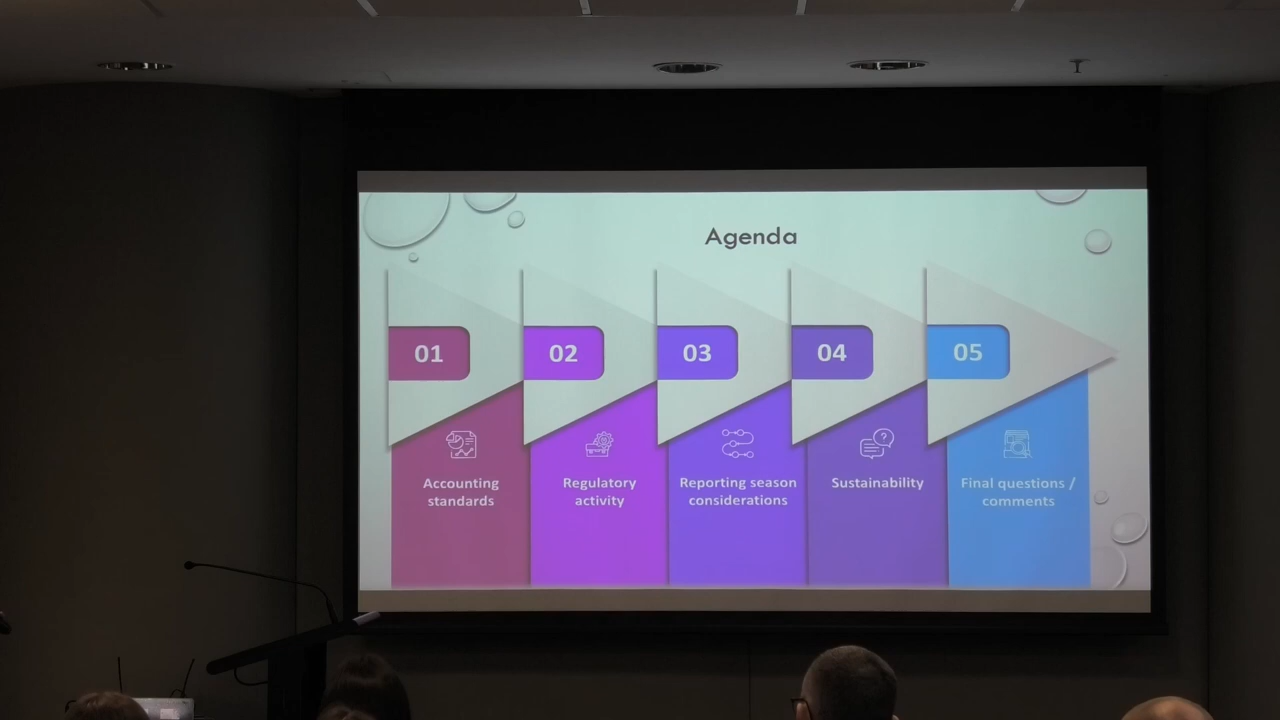 Agenda
01
02
03
04
05
Accounting
standards
Regulatory
activity
Reporting season
considerations
Sustainability
Final questions /
comments